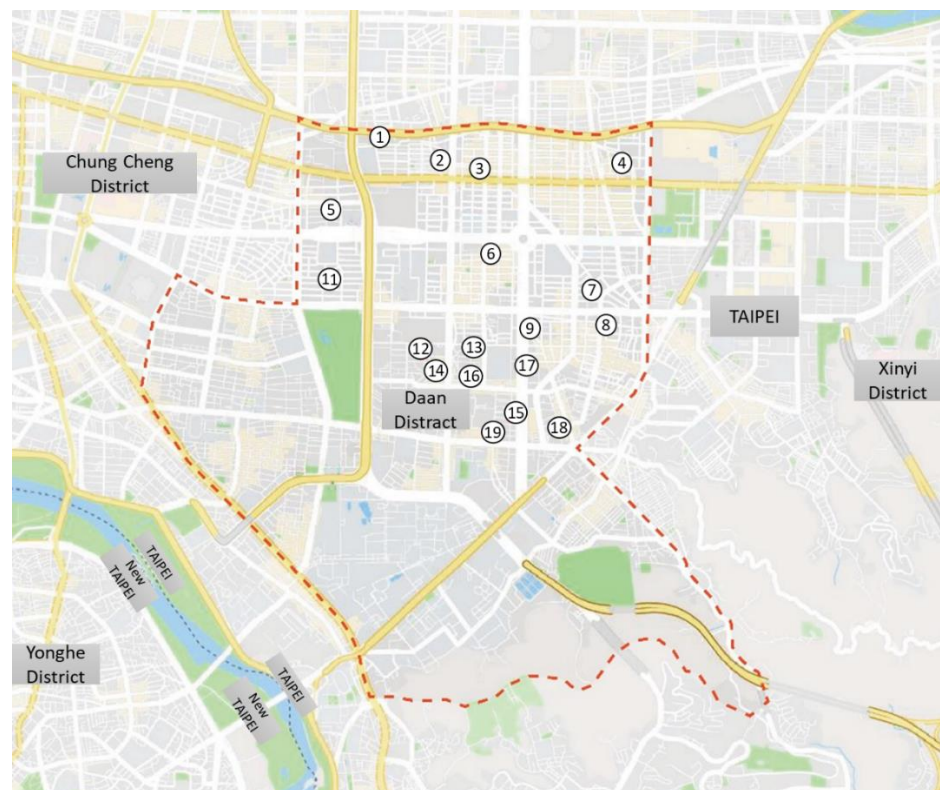 1
Chung Cheng
District
2
3
4
5
6
11
7
9
8
TAIPEI
12
13
14
16
17
Xinyi
District
Daan
Distract
15
19
18
TAIPEI
New
TAIPEI
Yonghe
District
TAIPEI
New
TAIPEI